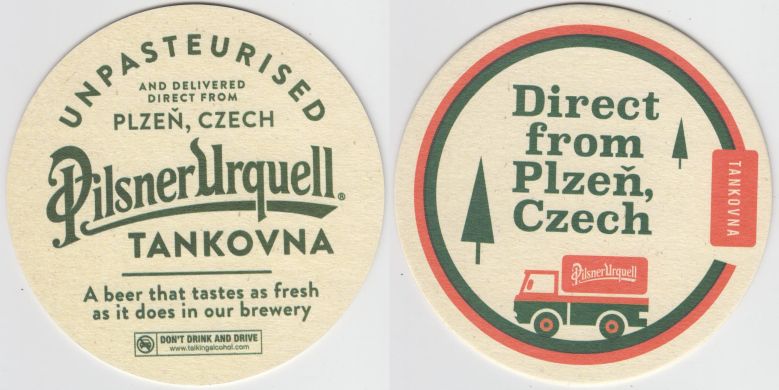 UNPASTEURISED
AND DELIVERED
DIRECT FROM
PLZEŇ, CZECH
Pilsner Urquell®
TANKOVNA
A beer that tastes as fresh
as it does in our brewery
DON'T DRINK AND DRIVE
www.talkingalcohol.com
Direct
from
Plzeň,
Czech
TANKOVNA
Pilsner Urquell